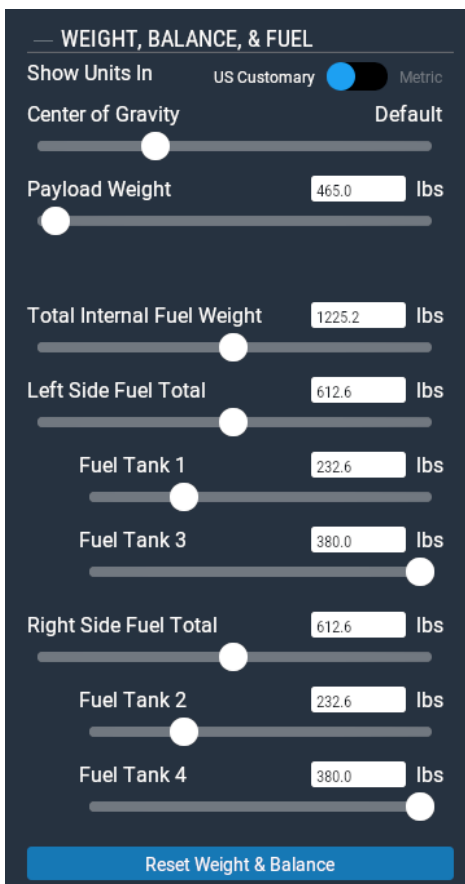 WEIGHT, BALANCE, & FUEL
Show Units In US Customary Metric
Center of Gravity Default
Payload Weight 465.0 lbs
Total Internal Fuel Weight 1225.2 lbs
Left Side Fuel Total 612.6 lbs
Fuel Tank 1 232.6 lbs
Fuel Tank 3 380.0 lbs
Right Side Fuel Total 612.6 lbs
Fuel Tank 2 232.6 lbs
Fuel Tank 4 380.0 lbs
Reset Weight & Balance